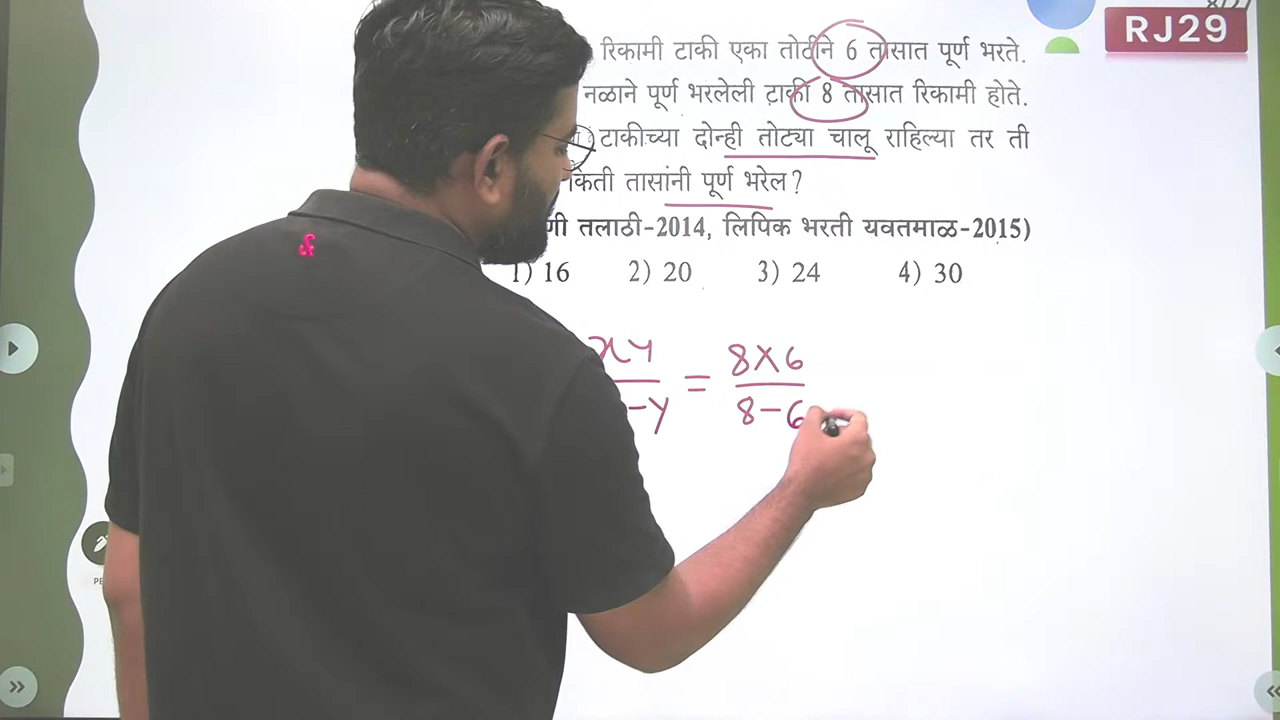 RJ29
रिकामी टाकी एका तोटीने 6 तासात पूर्ण भरते.
नळाने पूर्ण भरलेली टाकी 8 तासात रिकामी होते.
टाकीच्या दोन्ही तोट्या चालू राहिल्या तर ती
किती तासांनी पूर्ण भरेल?
तलाठी-2014, लिपिक भरती यवतमाळ-2015)
1) 16 2) 20 3) 24 4) 30
xy = 8×6
-y 8-6